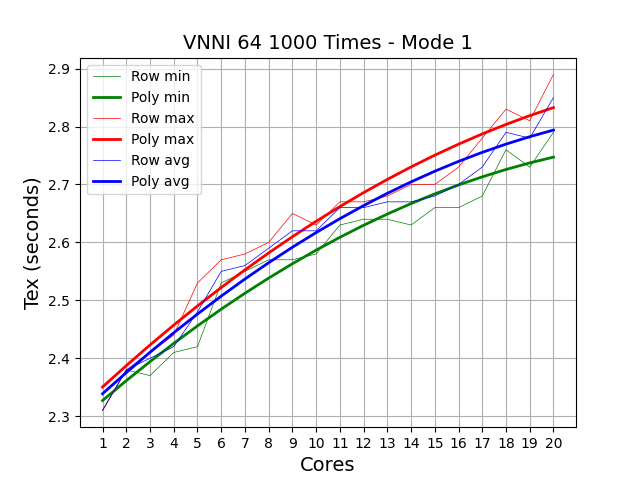 VNNI 64 1000 Times - Mode 1
Row min
Poly min
Row max
Poly max
Row avg
Poly avg
Tex (seconds)
2.9
2.8
2.7
2.6
2.5
2.4
2.3
1 2 3 4 5 6 7 8 9 10 11 12 13 14 15 16 17 18 19 20
Cores